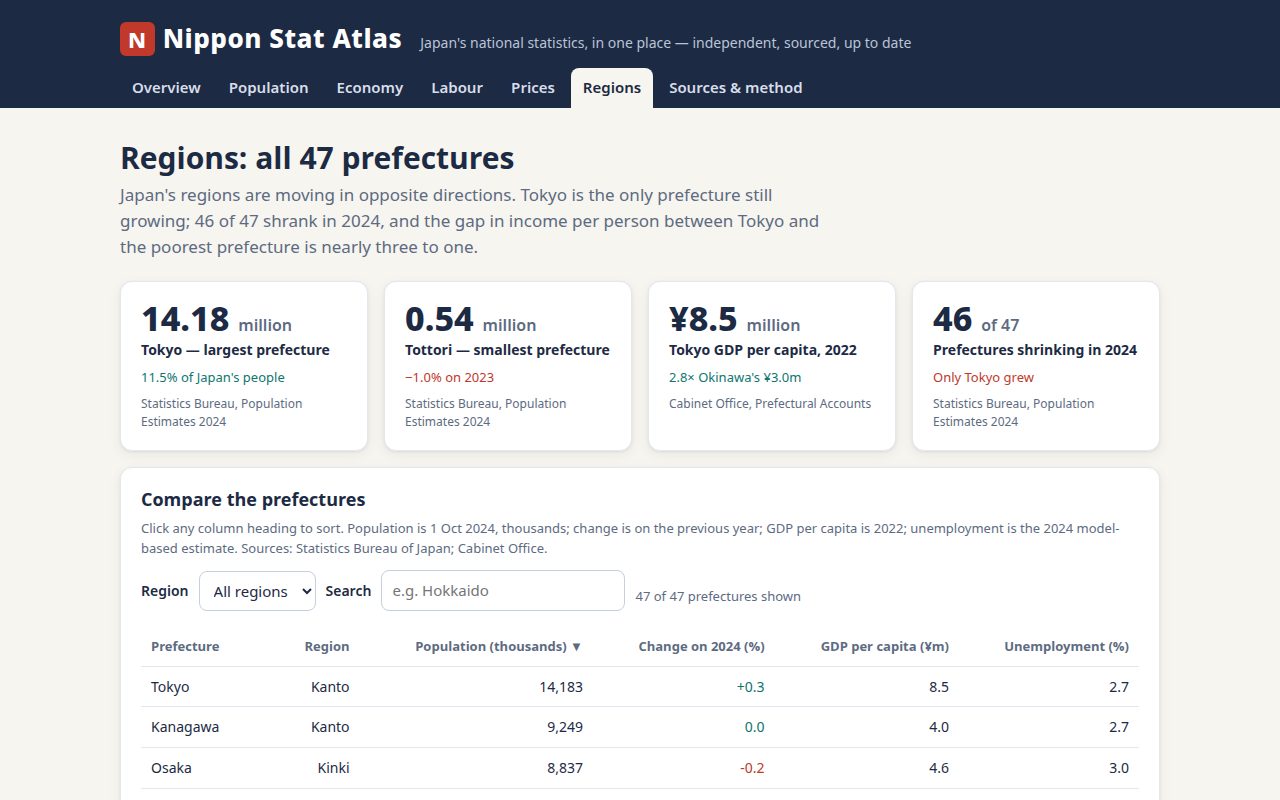 N Nippon Stat Atlas Japan's national statistics, in one place — independent, sourced, up to date
Overview Population Economy Labour Prices Regions Sources & method
Regions: all 47 prefectures
Japan's regions are moving in opposite directions. Tokyo is the only prefecture still
growing; 46 of 47 shrank in 2024, and the gap in income per person between Tokyo and
the poorest prefecture is nearly three to one.
14.18 million
Tokyo — largest prefecture
11.5% of Japan's people
Statistics Bureau, Population
Estimates 2024
0.54 million
Tottori — smallest prefecture
−1.0% on 2023
Statistics Bureau, Population
Estimates 2024
¥8.5 million
Tokyo GDP per capita, 2022
2.8× Okinawa's ¥3.0m
Cabinet Office, Prefectural Accounts
46 of 47
Prefectures shrinking in 2024
Only Tokyo grew
Statistics Bureau, Population
Estimates 2024
Compare the prefectures
Click any column heading to sort. Population is 1 Oct 2024, thousands; change is on the previous year; GDP per capita is 2022; unemployment is the 2024 model-
based estimate. Sources: Statistics Bureau of Japan; Cabinet Office.
Region All regions Search e.g. Hokkaido 47 of 47 prefectures shown
Prefecture Region Population (thousands) ▼ Change on 2024 (%) GDP per capita (¥m) Unemployment (%)
Tokyo Kanto 14,183 +0.3 8.5 2.7
Kanagawa Kanto 9,249 0.0 4.0 2.7
Osaka Kinki 8,837 -0.2 4.6 3.0